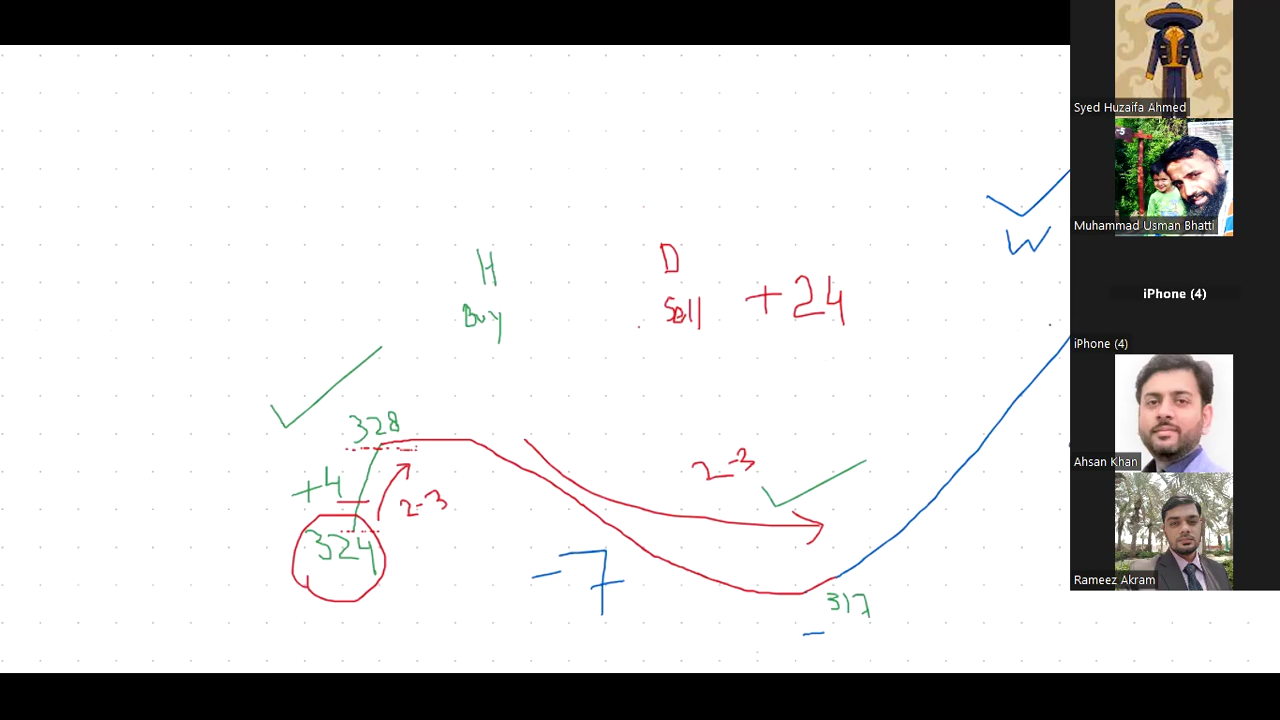 W
H
D
Buy
Sell
+24
328
+4
2-3
2-3
324
-7
317
Syed Huzaifa Ahmed
Muhammad Usman Bhatti
iPhone (4)
iPhone (4)
Ahsan Khan
Rameez Akram